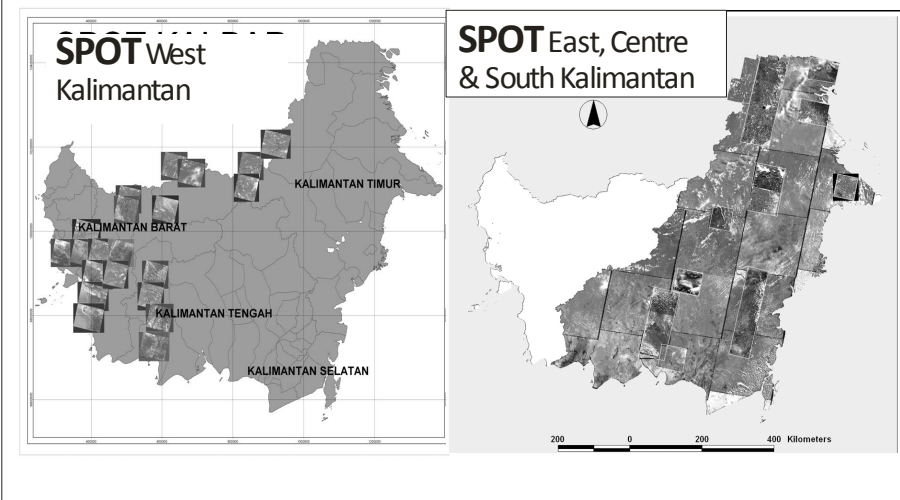 SPOT West
Kalimantan
KALIMANTAN TIMUR
KALIMANTAN BARAT
KALIMANTAN TENGAH
KALIMANTAN SELATAN
SPOT East, Centre
& South Kalimantan
200 0 200 400 Kilometers